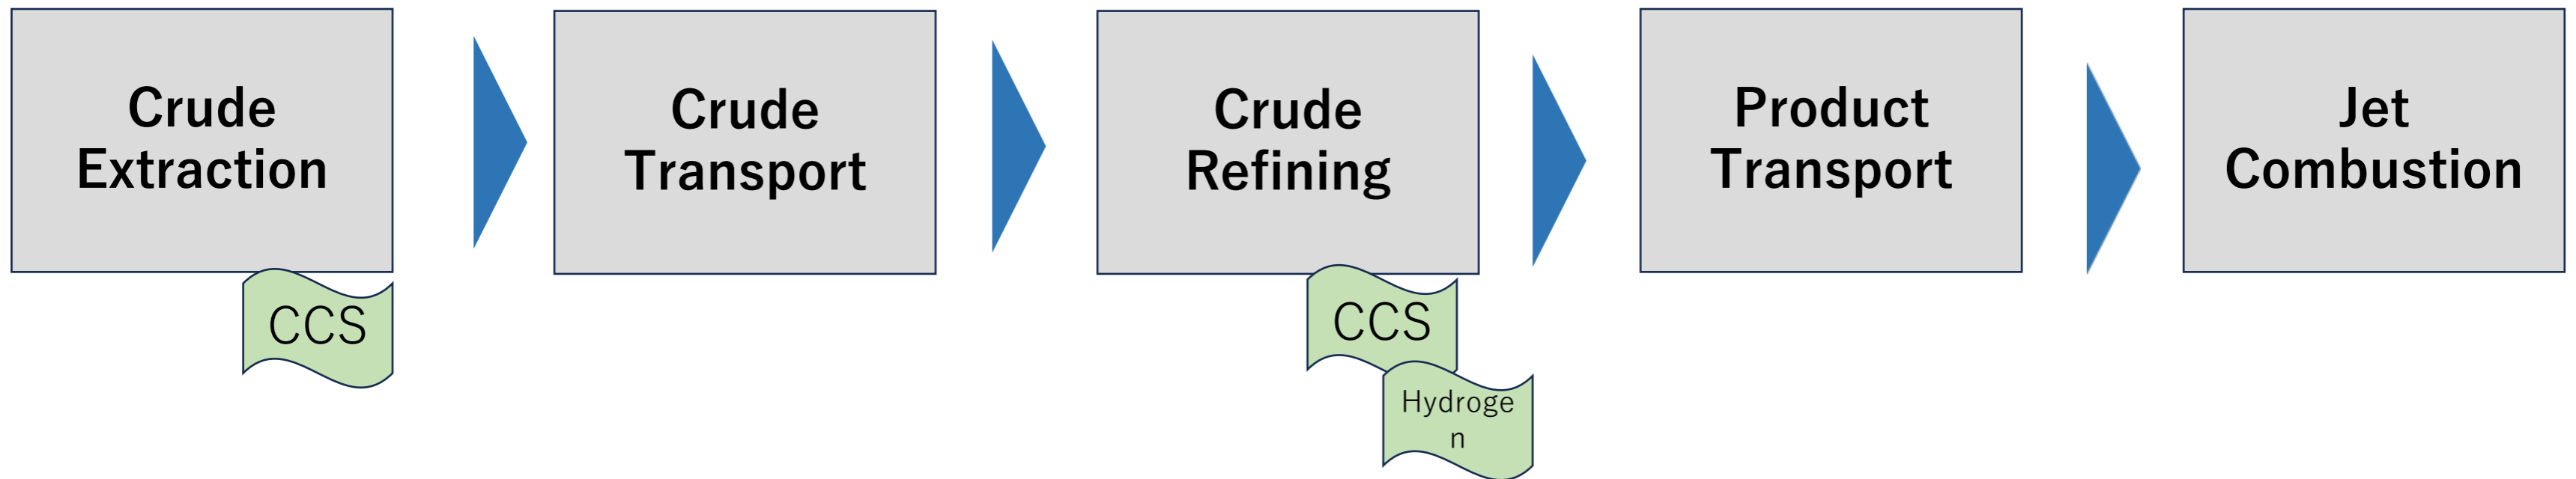 Crude
Extraction
Crude
Transport
Crude
Refining
Product
Transport
Jet
Combustion
CCS
CCS
Hydroge
n